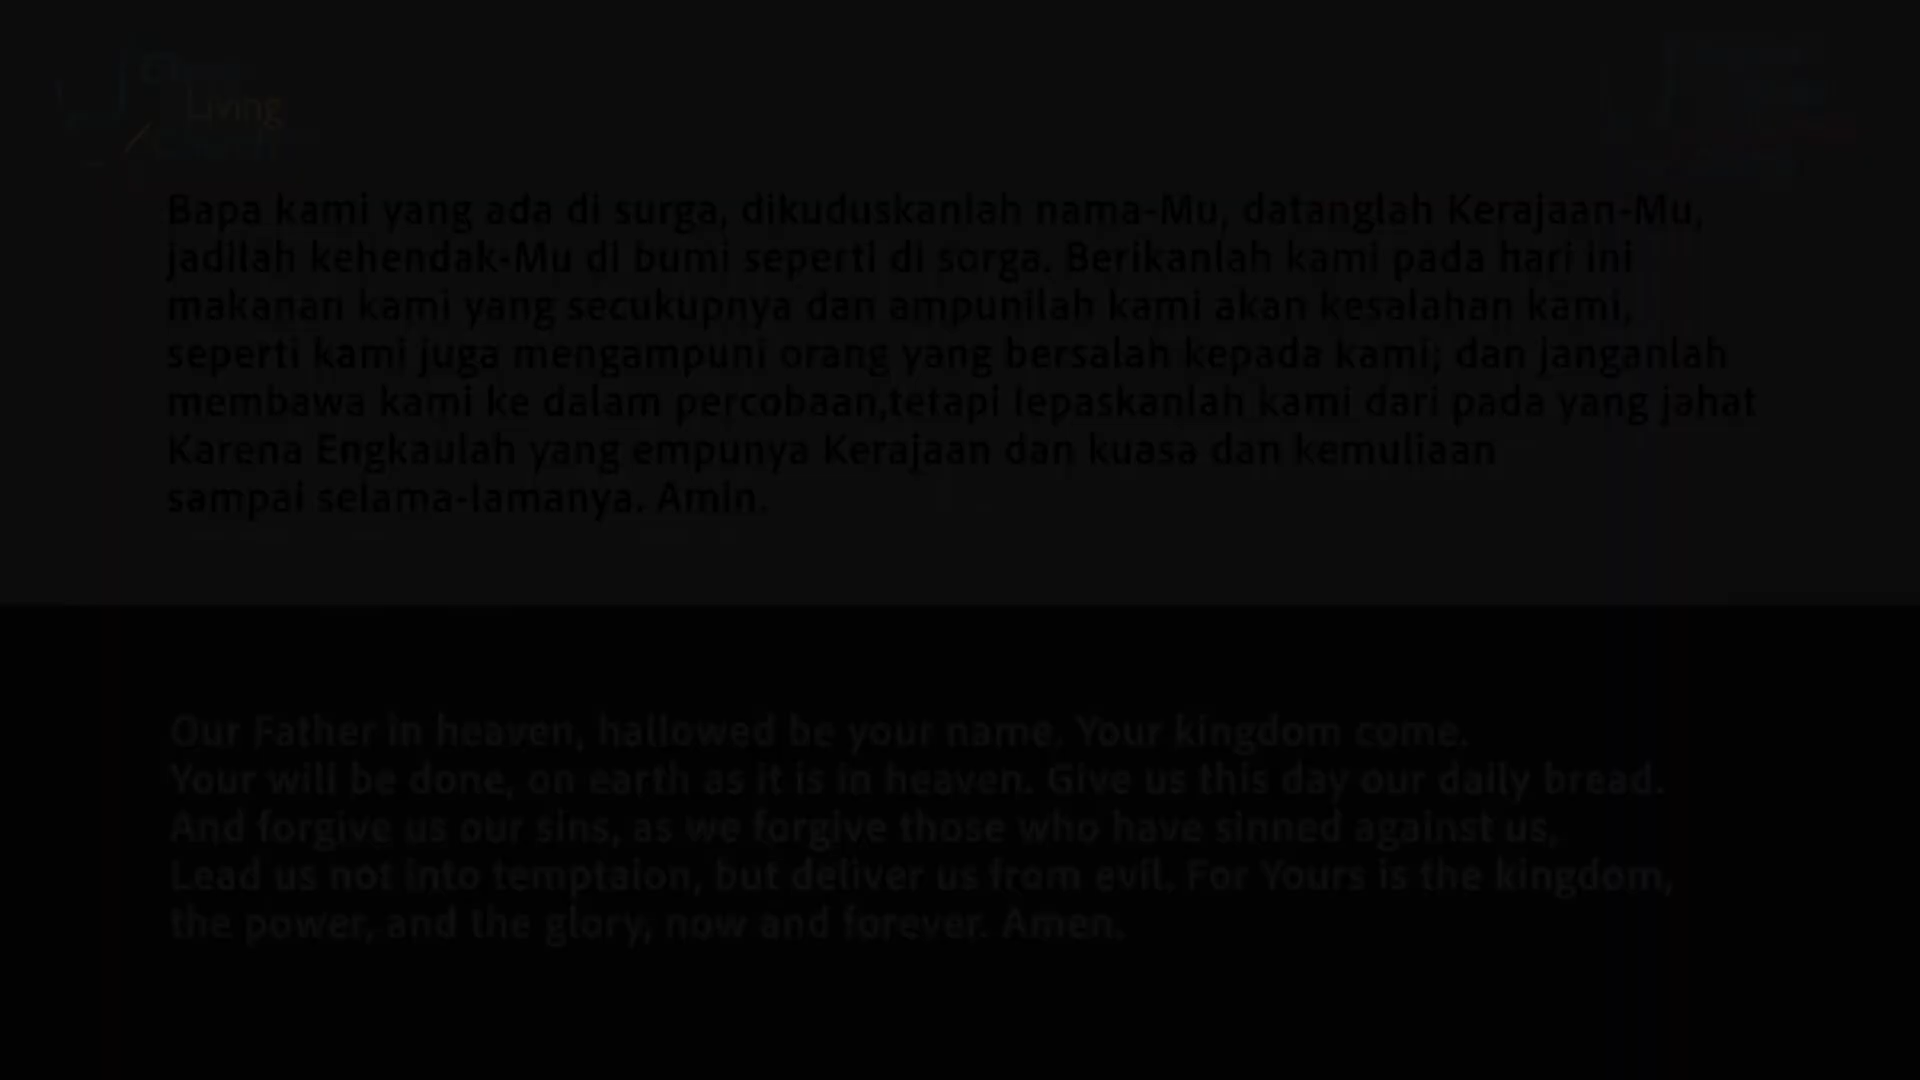 Living
Bapa kami yang ada di surga, dikuduskanlah nama-Mu, datanglah Kerajaan-Mu,
jadilah kehendak-Mu di bumi seperti di sorga. Berikanlah kami pada hari ini
makanan kami yang secukupnya dan ampunilah kami akan kesalahan kami,
seperti kami juga mengampuni orang yang bersalah kepada kami; dan janganlah
membawa kami ke dalam percobaan,tetapi lepaskanlah kami dari pada yang jahat
Karena Engkaulah yang empunya Kerajaan dan kuasa dan kemuliaan
sampai selama-lamanya. Amin.
Our Father in heaven, hallowed be your name. Your kingdom come.
Your will be done, on earth as it is in heaven. Give us this day our daily bread.
And forgive us our sins, as we forgive those who have sinned against us,
Lead us not into temptaion, but deliver us from evil, For Yours is the kingdom,
the power, and the glory, now and forever. Amen.